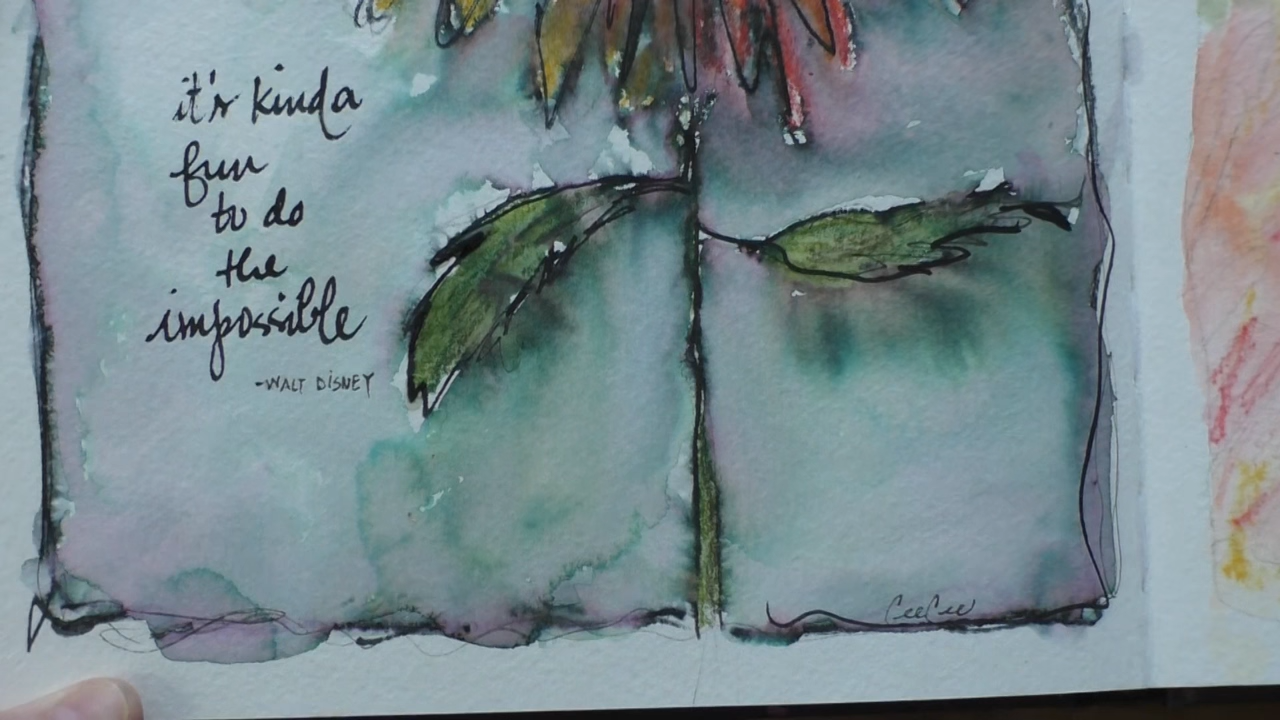 it's kinda
fun
to do
the
impossible
-WALT DiSNEY
CeeCee